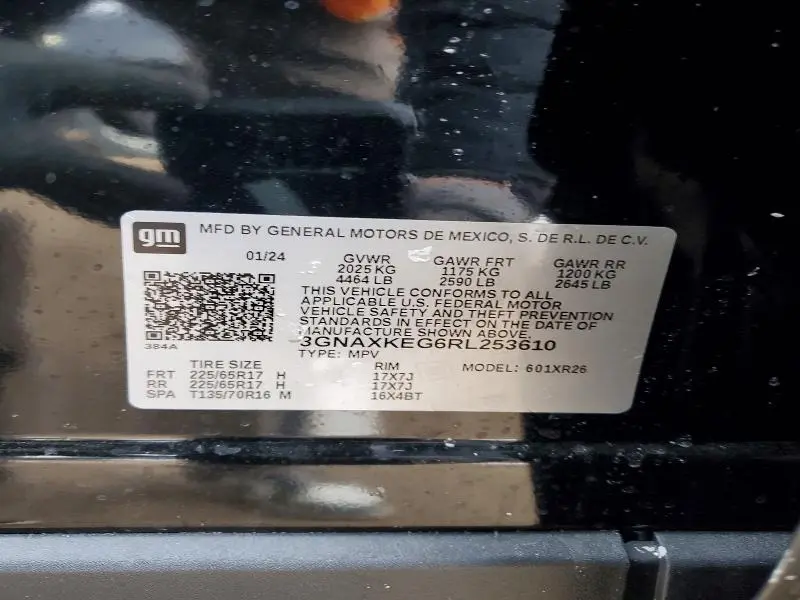 gm
MFD BY GENERAL MOTORS DE MEXICO, S. DE R.L. DE C.V.
01/24 GVWR GAWR FRT GAWR RR
2025 KG 1175 KG 1200 KG
4464 LB 2590 LB 2645 LB
THIS VEHICLE CONFORMS TO ALL
APPLICABLE U.S. FEDERAL MOTOR
VEHICLE SAFETY AND THEFT PREVENTION
STANDARDS IN EFFECT ON THE DATE OF
MANUFACTURE SHOWN ABOVE
3GNAXKEG6RL253610
384A
TYPE: MPV MODEL: 601XR26
TIRE SIZE RIM
FRT 225/65R17 H 17X7J
RR 225/65R17 H 17X7J
SPA T135/70R16 M 16X4BT